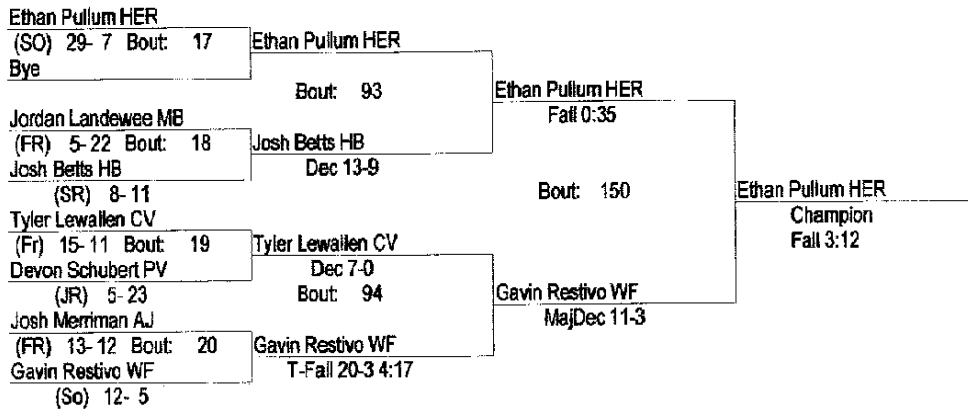 Ethan Pullum HER
(SO) 29- 7 Bout: 17
Bye
Ethan Pullum HER
Bout: 93
Jordan Landewee MB
(FR) 5- 22 Bout: 18
Josh Betts HB
(SR) 8- 11
Josh Betts HB
Dec 13-9
Ethan Pullum HER
Fall 0:35
Bout: 150
Tyler Lewallen CV
(Fr) 15- 11 Bout: 19
Devon Schubert PV
(JR) 5- 23
Tyler Lewallen CV
Dec 7-0
Bout: 94
Josh Merriman AJ
(FR) 13- 12 Bout: 20
Gavin Restivo WF
(So) 12- 5
Gavin Restivo WF
T-Fall 20-3 4:17
Gavin Restivo WF
MajDec 11-3
Ethan Pullum HER
Champion
Fall 3:12